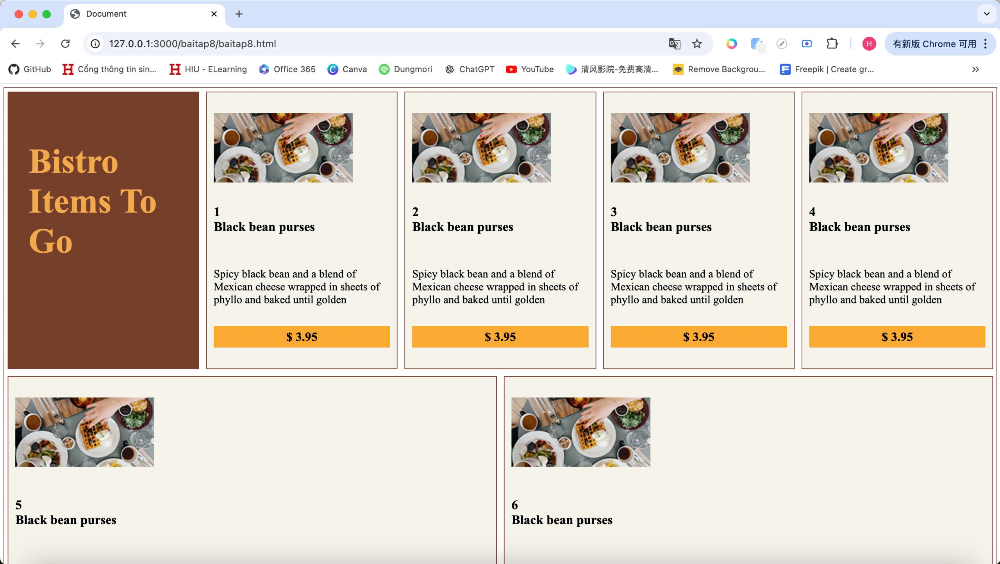 Document
127.0.0.1:3000/baitap8/baitap8.html
H
有新版 Chrome 可用
GitHub
Cổng thông tin sin...
HIU - ELearning
Office 365
Canva
Dungmori
ChatGPT
YouTube
清风影院-免费高清...
Remove Backgrou...
Freepik | Create gr...
Bistro
Items To
Go
1
Black bean purses
Spicy black bean and a blend of
Mexican cheese wrapped in sheets of
phyllo and baked until golden
$ 3.95
2
Black bean purses
Spicy black bean and a blend of
Mexican cheese wrapped in sheets of
phyllo and baked until golden
$ 3.95
3
Black bean purses
Spicy black bean and a blend of
Mexican cheese wrapped in sheets of
phyllo and baked until golden
$ 3.95
4
Black bean purses
Spicy black bean and a blend of
Mexican cheese wrapped in sheets of
phyllo and baked until golden
$ 3.95
5
Black bean purses
6
Black bean purses